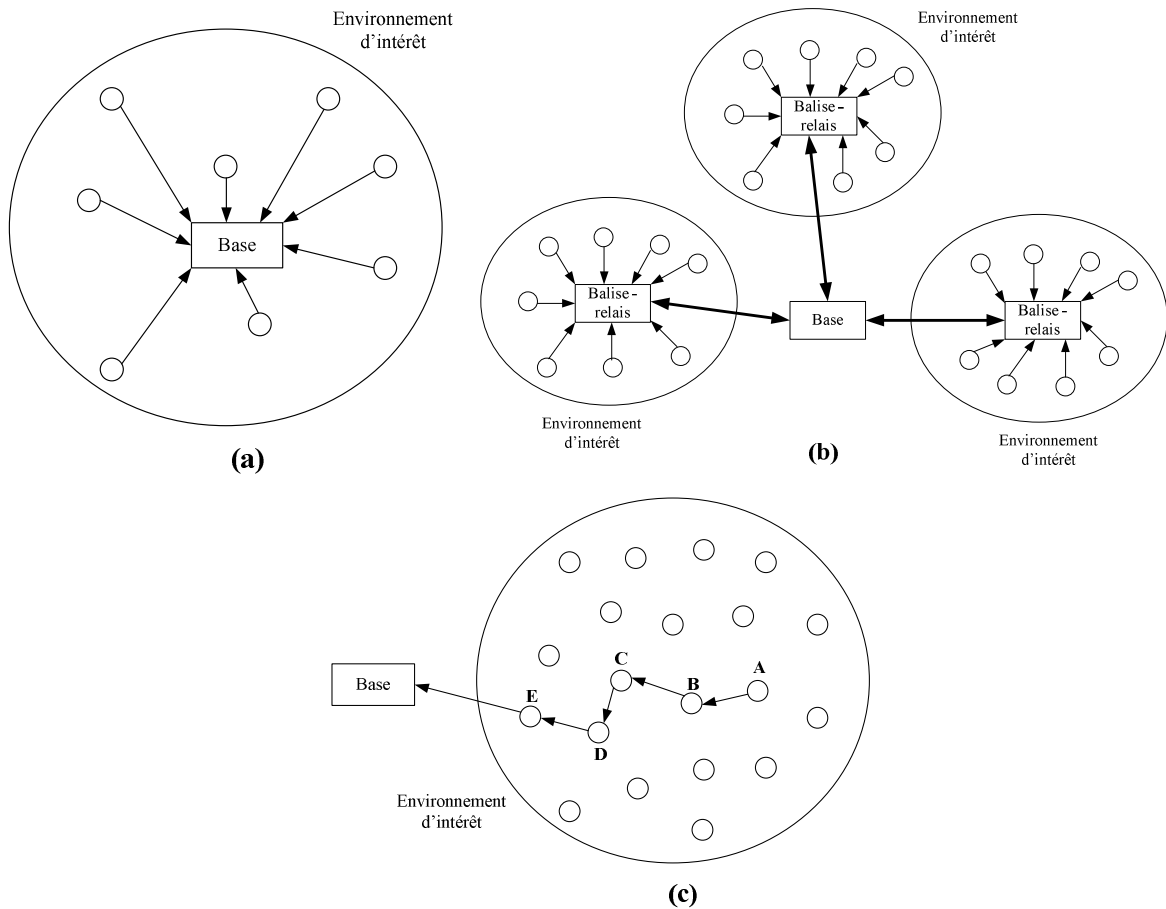 Environnement
d'intérêt
Base
(a)
Environnement
d'intérêt
Balise-
relais
Balise-
relais
Base
Balise-
relais
Environnement
d'intérêt
Environnement
d'intérêt
(b)
Base
A
B
C
D
E
Environnement
d'intérêt
(c)